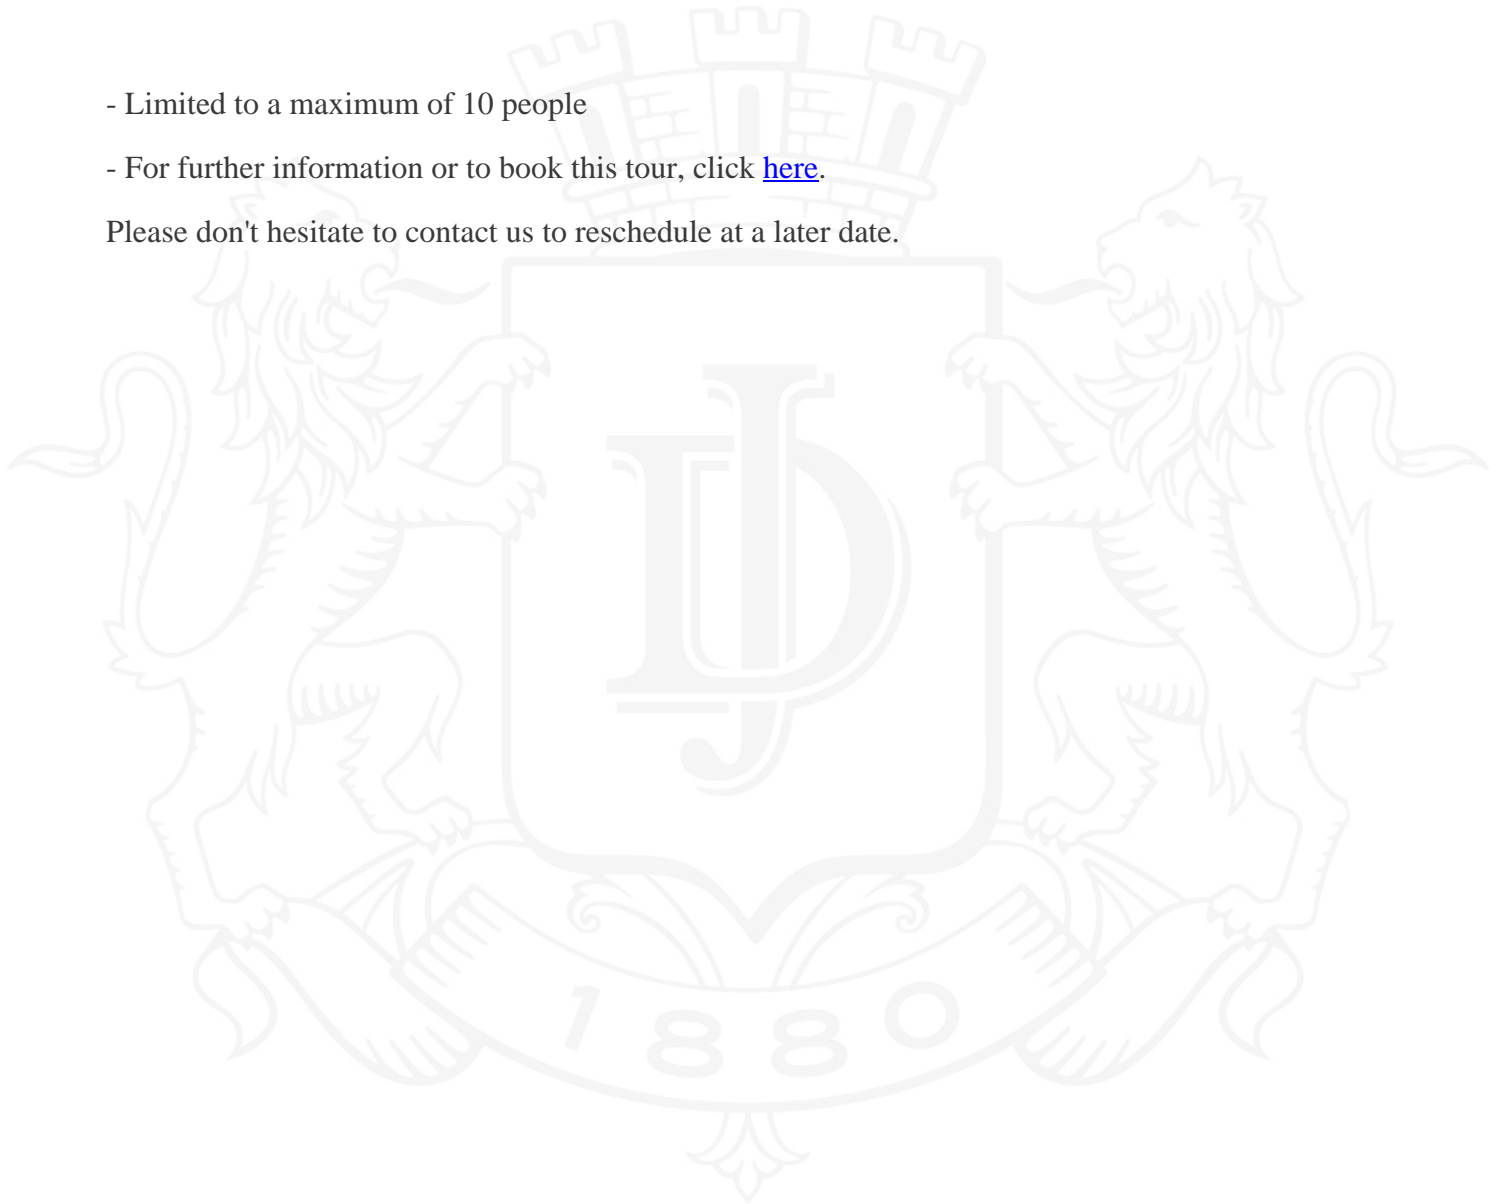 - Limited to a maximum of 10 people
- For further information or to book this tour, click here.
Please don't hesitate to contact us to reschedule at a later date.
JD
1880